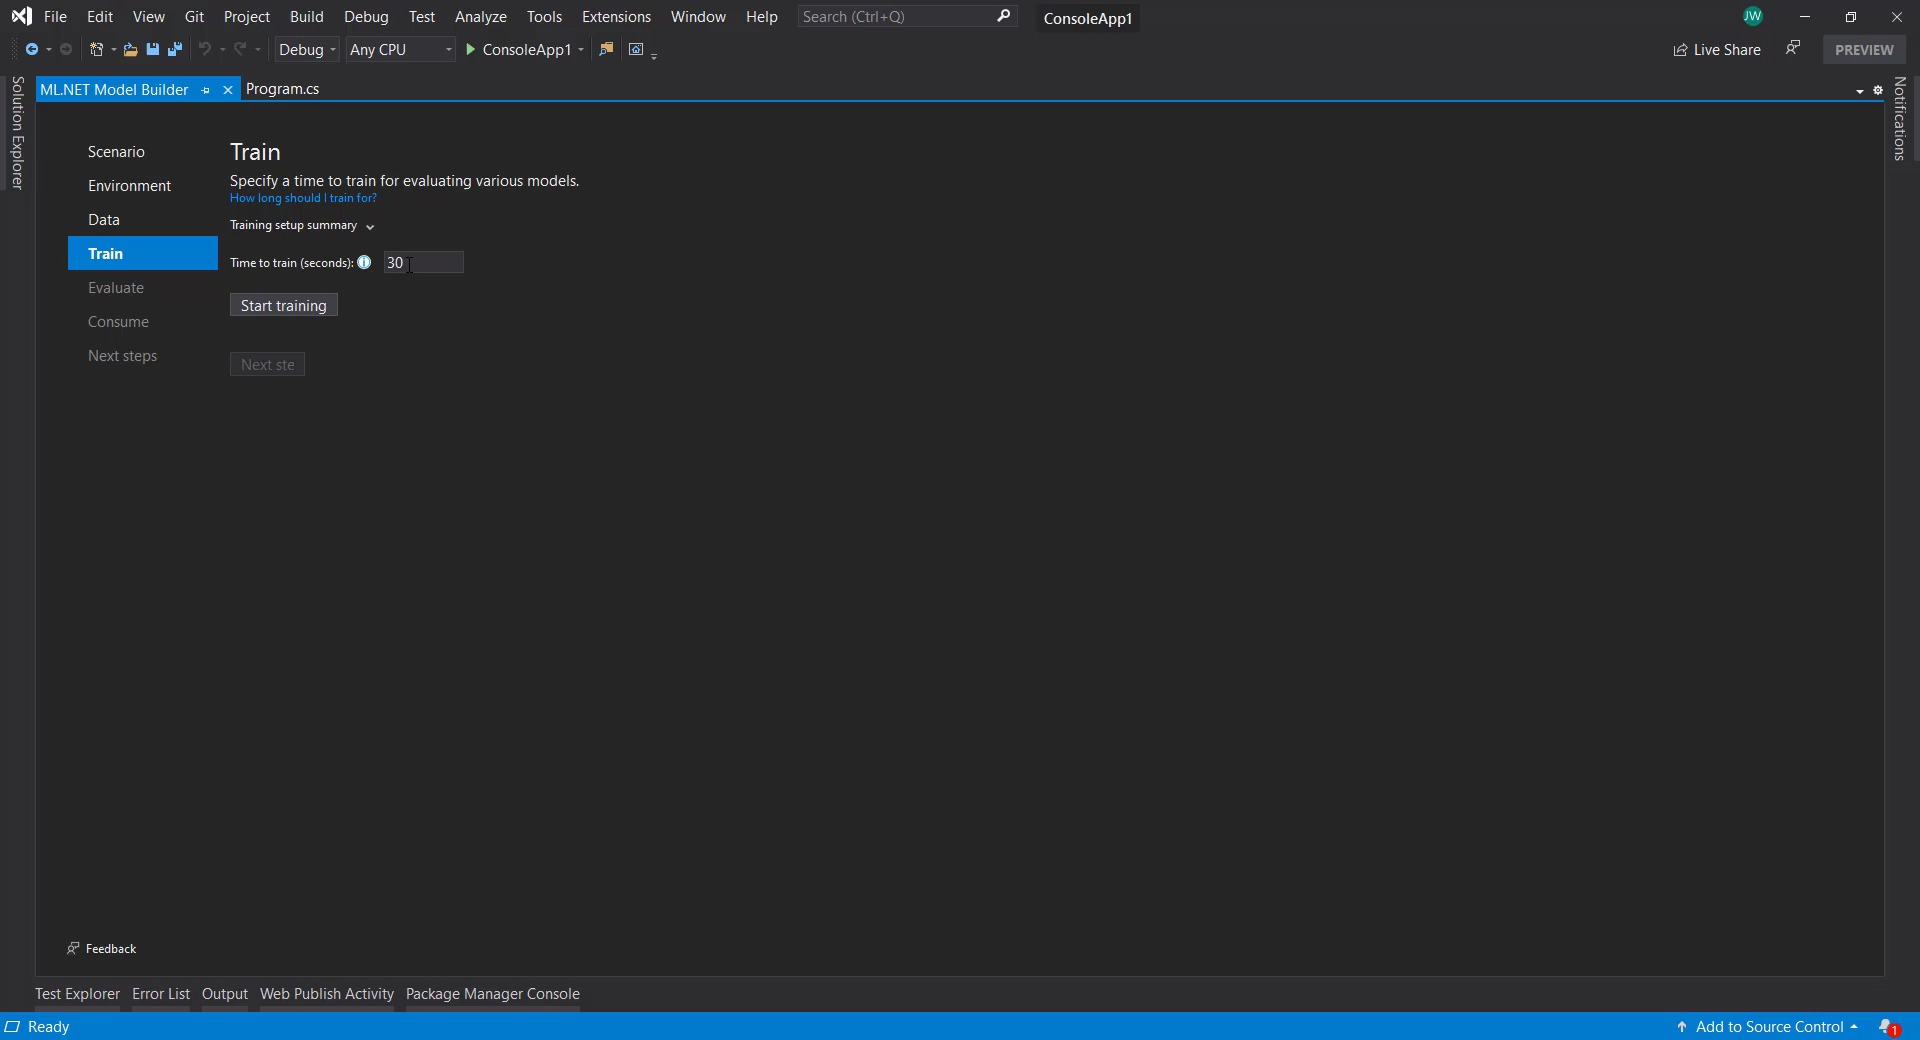 File Edit View Git Project Build Debug Test Analyze Tools Extensions Window Help Search (Ctrl+Q) ConsoleApp1 JW
Debug Any CPU ConsoleApp1 Live Share PREVIEW
Solution Explorer
ML.NET Model Builder Program.cs
Notifications
Scenario
Environment
Data
Train
Evaluate
Consume
Next steps
Train
Specify a time to train for evaluating various models.
How long should I train for?
Training setup summary
Time to train (seconds): 30
Start training
Next ste
Feedback
Test Explorer Error List Output Web Publish Activity Package Manager Console
Ready Add to Source Control 1